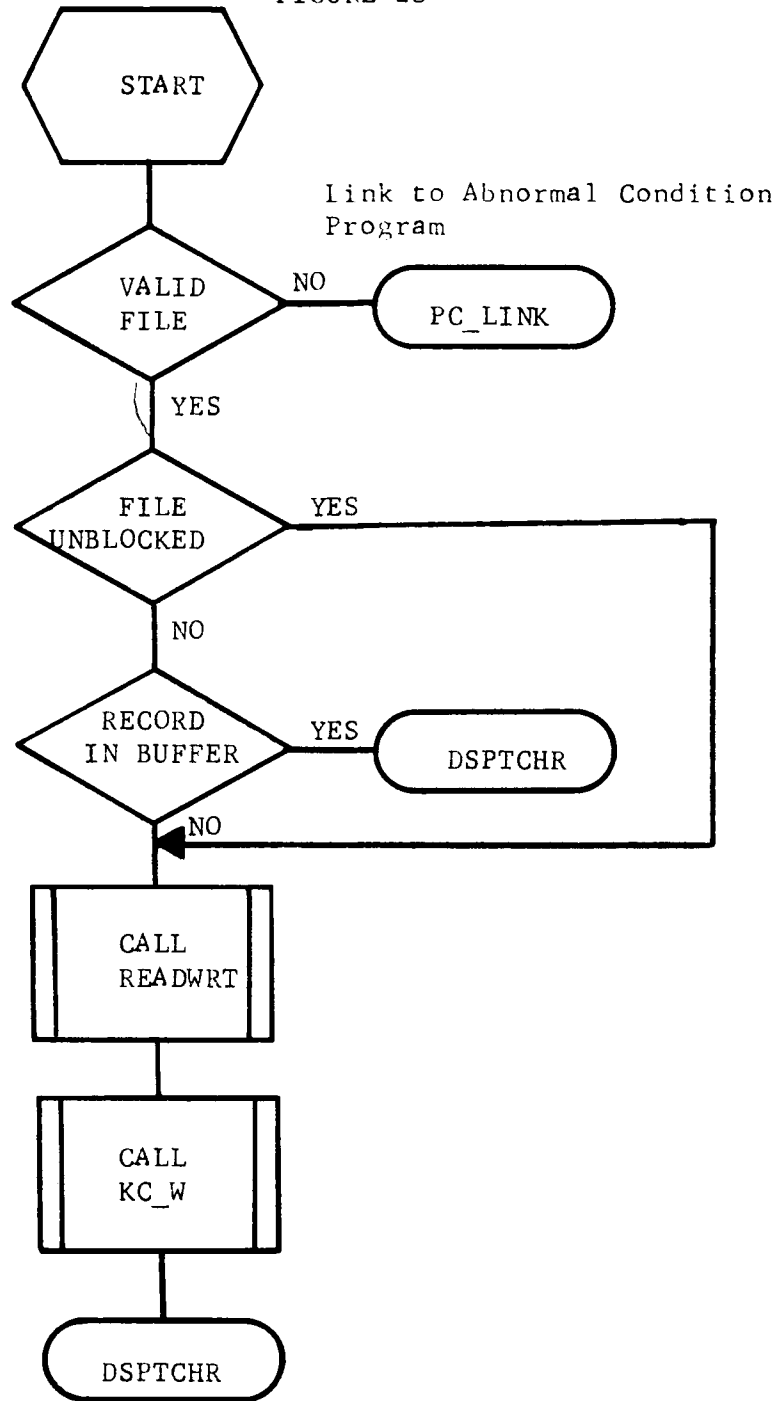 START
Link to Abnormal Condition
Program
VALID
FILE
NO
PC_LINK
YES
FILE
UNBLOCKED
YES
NO
RECORD
IN BUFFER
YES
DSPTCHR
NO
CALL
READWRT
CALL
KC_W
DSPTCHR